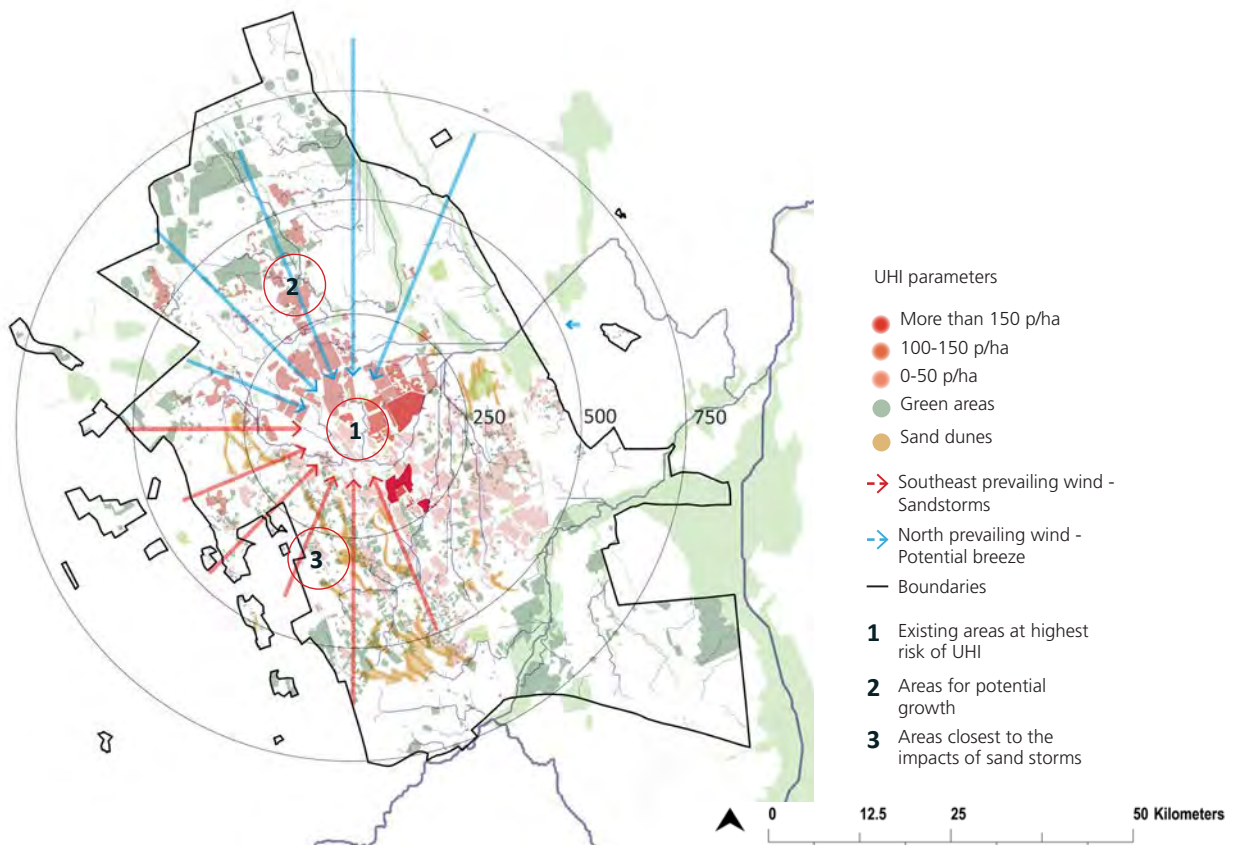 2
1
3
250
500
750
UHI parameters
More than 150 p/ha
100-150 p/ha
0-50 p/ha
Green areas
Sand dunes
Southeast prevailing wind -
Sandstorms
North prevailing wind -
Potential breeze
Boundaries
1 Existing areas at highest
risk of UHI
2 Areas for potential
growth
3 Areas closest to the
impacts of sand storms
0 12.5 25 50 Kilometers